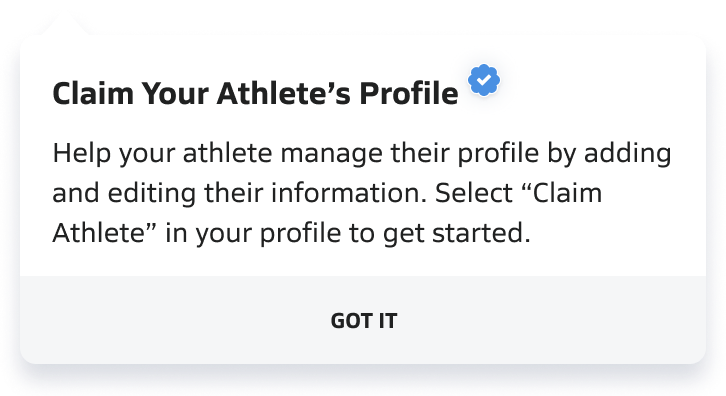 Claim Your Athlete’s Profile
Help your athlete manage their profile by adding
and editing their information. Select “Claim
Athlete” in your profile to get started.
GOT IT